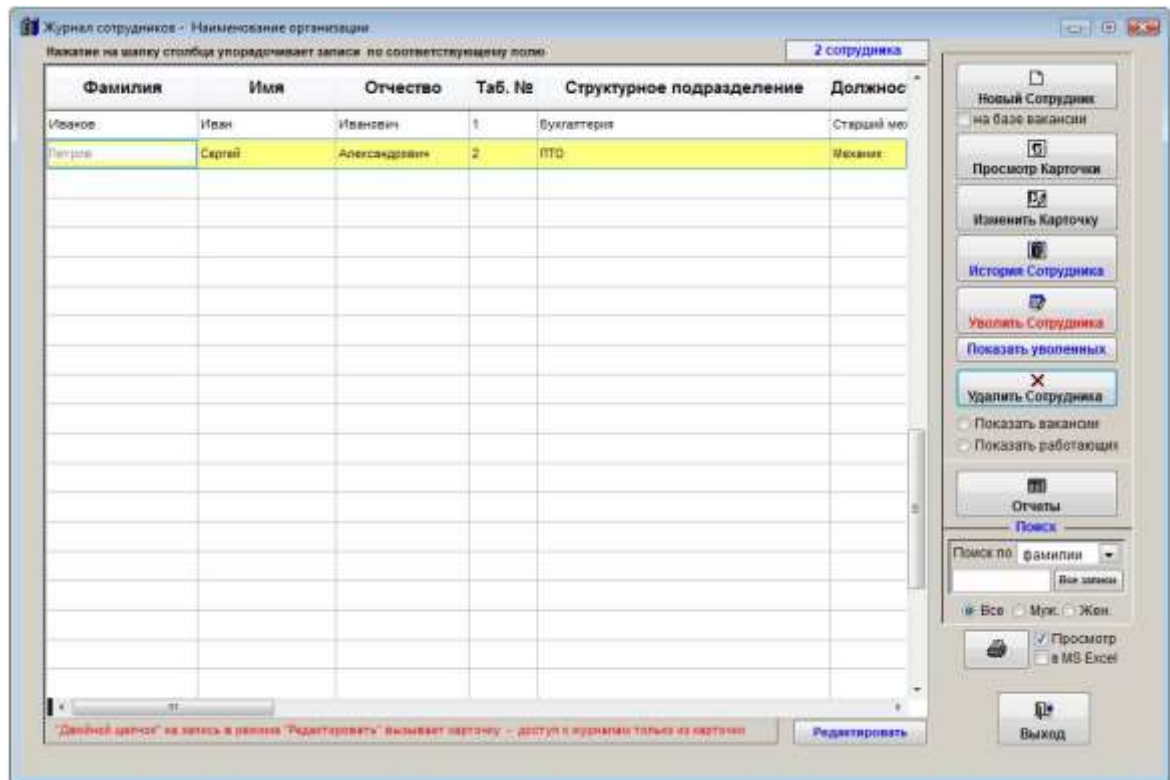 Журнал сотрудников - Наименование организации
Нажатие на шапку столбца упорядочивает записи по соответствующему полю
2 сотрудника
Фамилия Имя Отчество Таб. № Структурное подразделение Должнос
Иванов Иван Иванович 1 Бухгалтерия Старший мех
Петров Сергей Александрович 2 ПТО Механик
Новый Сотрудник
на базе вакансии
Просмотр Карточки
Изменить Карточку
История Сотрудника
Уволить Сотрудника
Показать уволенных
Удалить Сотрудника
Показать вакансии
Показать работающих
Отчеты
Поиск
Поиск по фамилии
Все записи
Все Муж. Жен.
Просмотр
в MS Excel
"Двойной щелчок" на запись в режиме "Редактировать" вызывает карточку - доступ к журналам только из карточки
Редактировать
Выход